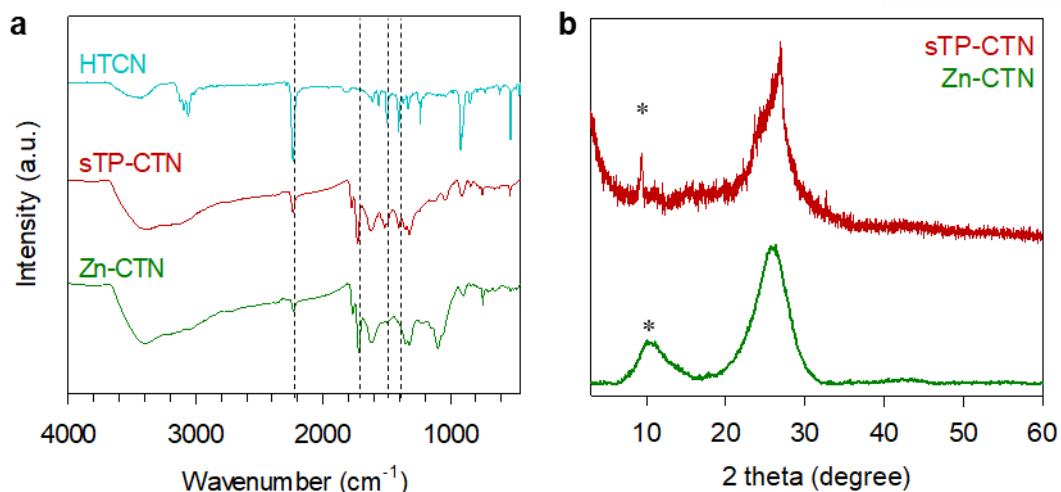 a
HTCN
sTP-CTN
Zn-CTN
Intensity (a.u.)
4000 3000 2000 1000
Wavenumber (cm⁻¹)
b
sTP-CTN
Zn-CTN
*
*
10 20 30 40 50 60
2 theta (degree)